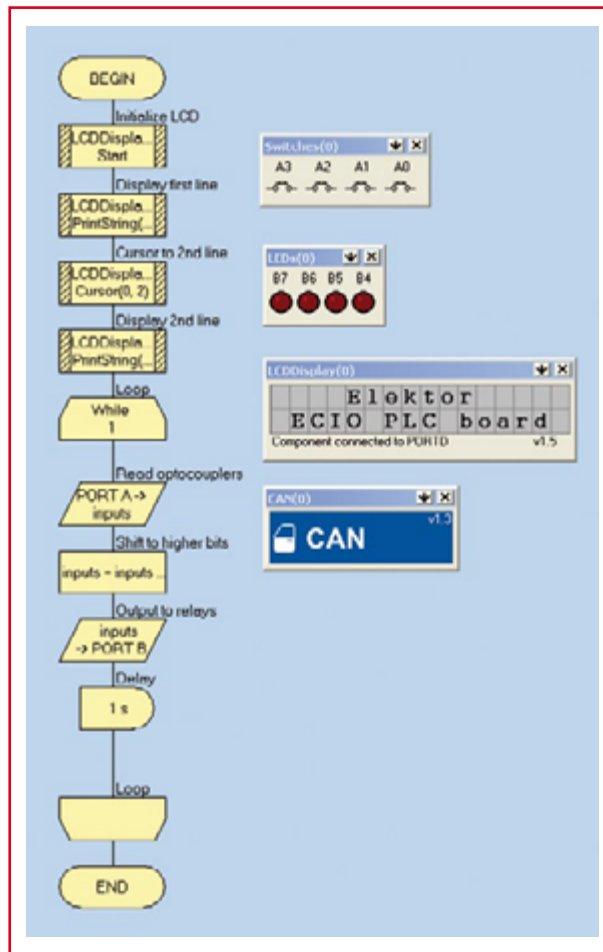 BEGIN
Initialize LCD
LCDDispla...
Start
Display first line
LCDDispla...
PrintString(...
Cursor to 2nd line
LCDDispla...
Cursor(0, 2)
Display 2nd line
LCDDispla...
PrintString(...
Loop
While
1
Read optocouplers
PORT A ->
inputs
Shift to higher bits
inputs = inputs ...
Output to relays
inputs
-> PORT B
Delay
1 s
Loop
END
Switches(0)
A3 A2 A1 A0
LEDs(0)
B7 B6 B5 B4
LCDDisplay(0)
Elektor
ECIO PLC board
Component connected to PORTD v1.5
CAN(0)
v1.3
CAN